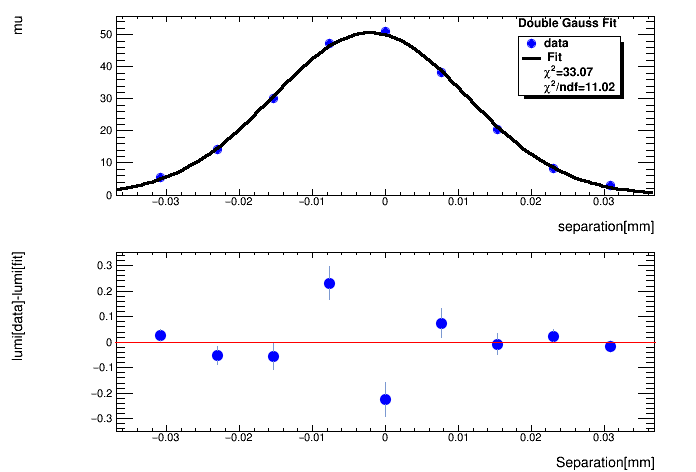 mu
Double Gauss Fit
data
Fit
χ²=33.07
χ²/ndf=11.02
50
40
30
20
10
0
−0.03 −0.02 −0.01 0 0.01 0.02 0.03
separation[mm]
lumi[data]-lumi[fit]
0.3
0.2
0.1
0
−0.1
−0.2
−0.3
−0.03 −0.02 −0.01 0 0.01 0.02 0.03
Separation[mm]